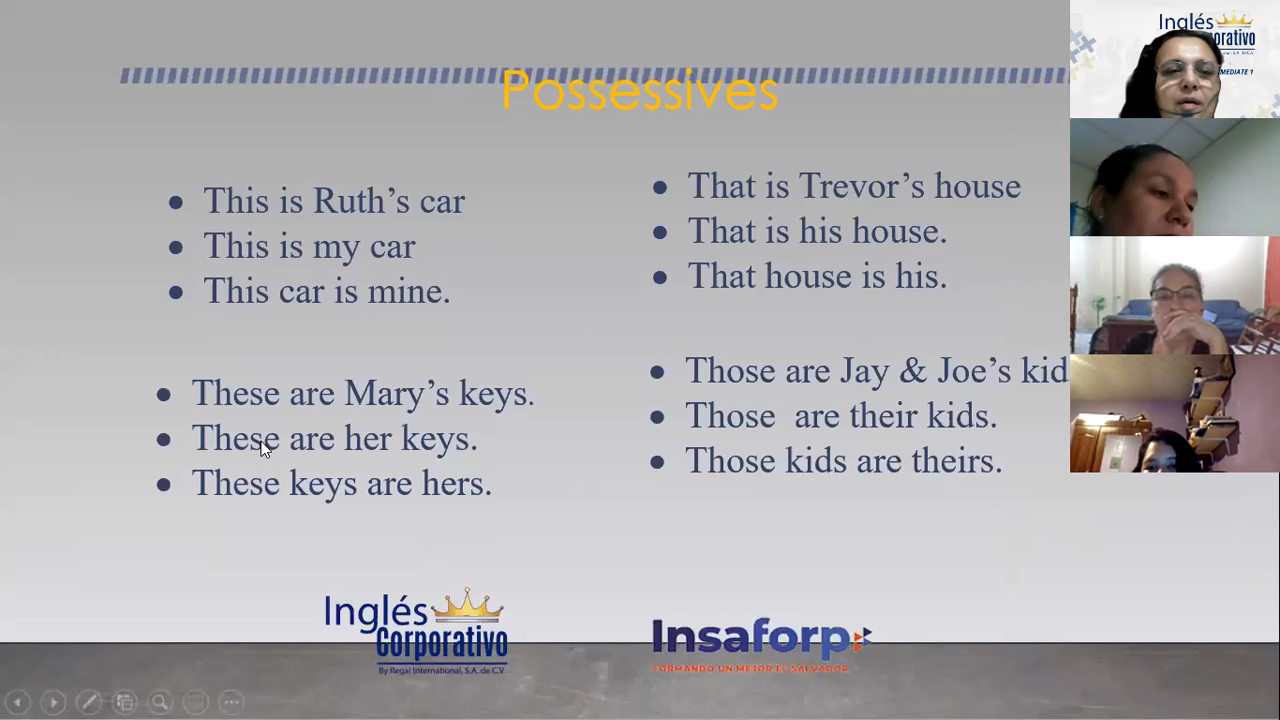 Possessives
• This is Ruth’s car
• This is my car
• This car is mine.
• These are Mary’s keys.
• These are her keys.
• These keys are hers.
• That is Trevor’s house
• That is his house.
• That house is his.
• Those are Jay & Joe’s kid
• Those  are their kids.
• Those kids are theirs.
Inglés
Corporativo
By Regal International, S.A. de C.V.
Insaforp
FORMANDO UN MEJOR EL SALVADOR
Inglés